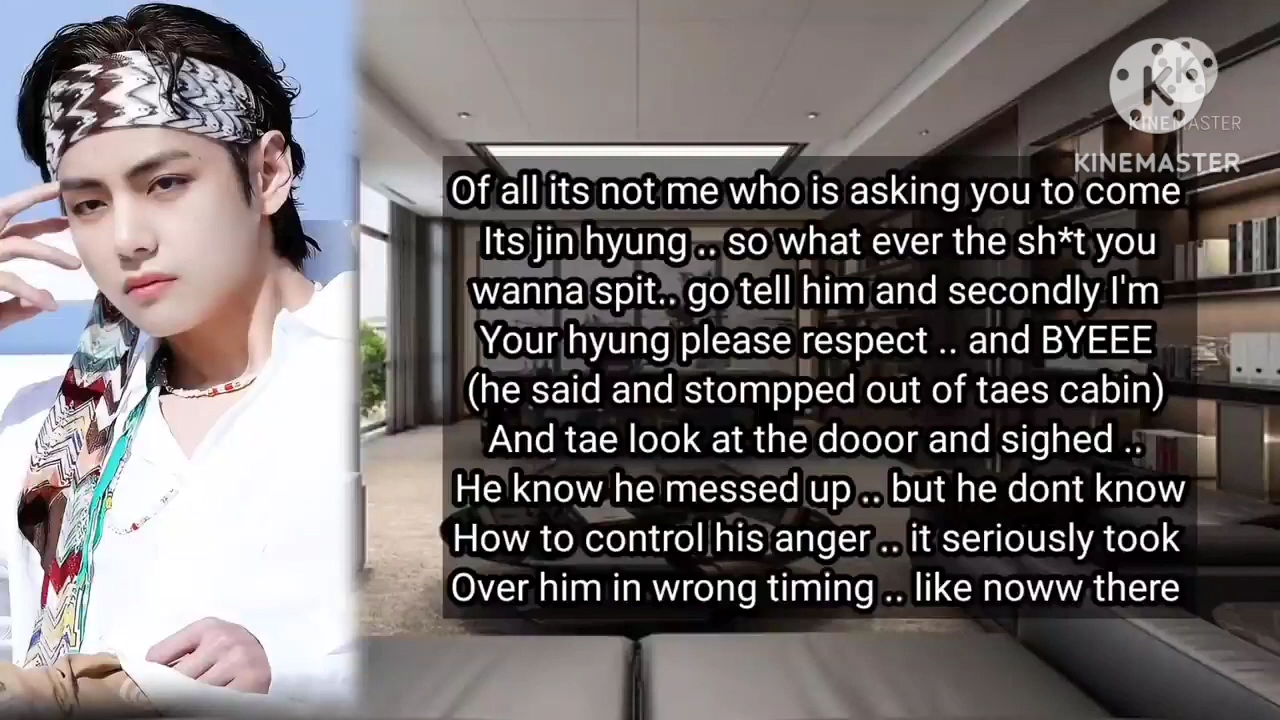 KINEMASTER
KINEMASTER
Of all its not me who is asking you to come
Its jin hyung .. so what ever the sh*t you
wanna spit.. go tell him and secondly I'm
Your hyung please respect .. and BYEEE
(he said and stompped out of taes cabin)
And tae look at the dooor and sighed ..
He know he messed up .. but he dont know
How to control his anger .. it seriously took
Over him in wrong timing .. like noww there